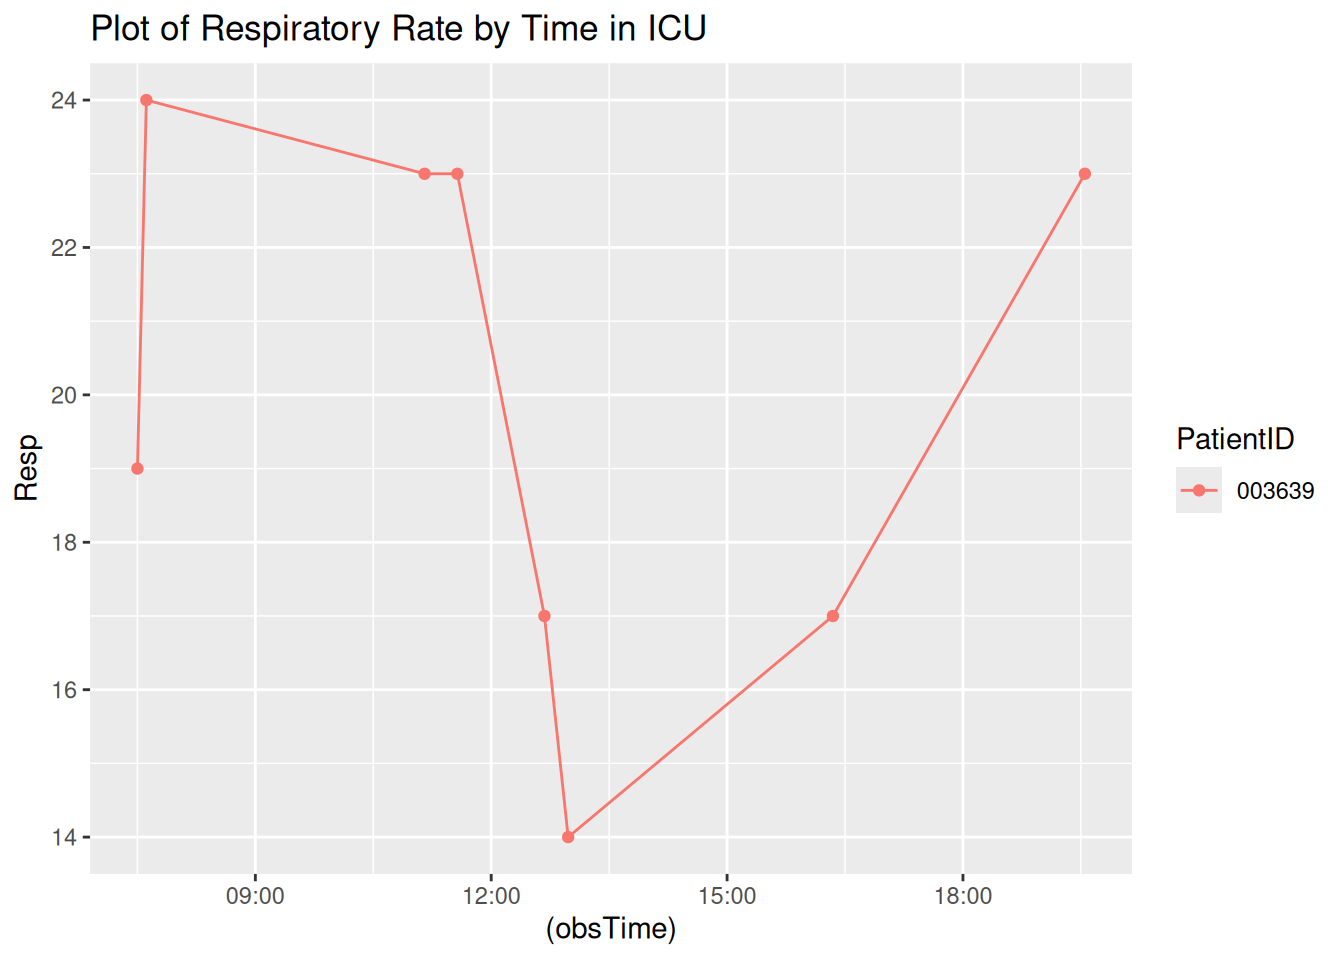 Plot of Respiratory Rate by Time in ICU
24
22
20
18
16
14
Resp
09:00 12:00 15:00 18:00
(obsTime)
PatientID
003639